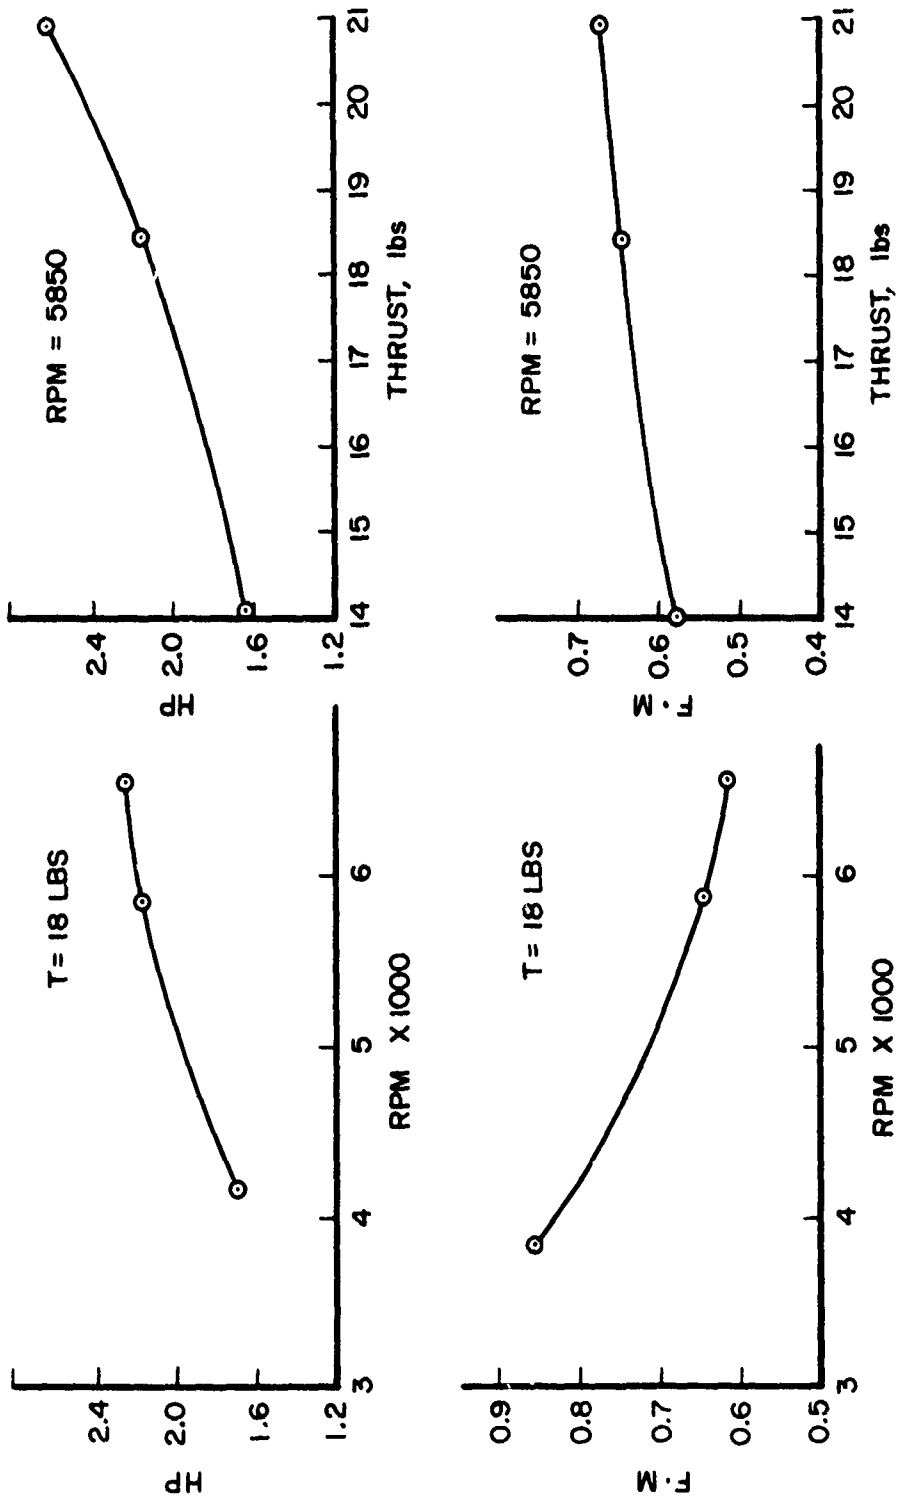 HP
2.4
2.0
1.6
1.2
T = 18 LBS
3 4 5 6
RPM X 1000
HP
2.4
2.0
1.6
1.2
RPM = 5850
14 15 16 17 18 19 20 21
THRUST, lbs
F·M
0.9
0.8
0.7
0.6
0.5
T = 18 LBS
3 4 5 6
RPM X 1000
F·M
0.7
0.6
0.5
0.4
RPM = 5850
14 15 16 17 18 19 20 21
THRUST, lbs